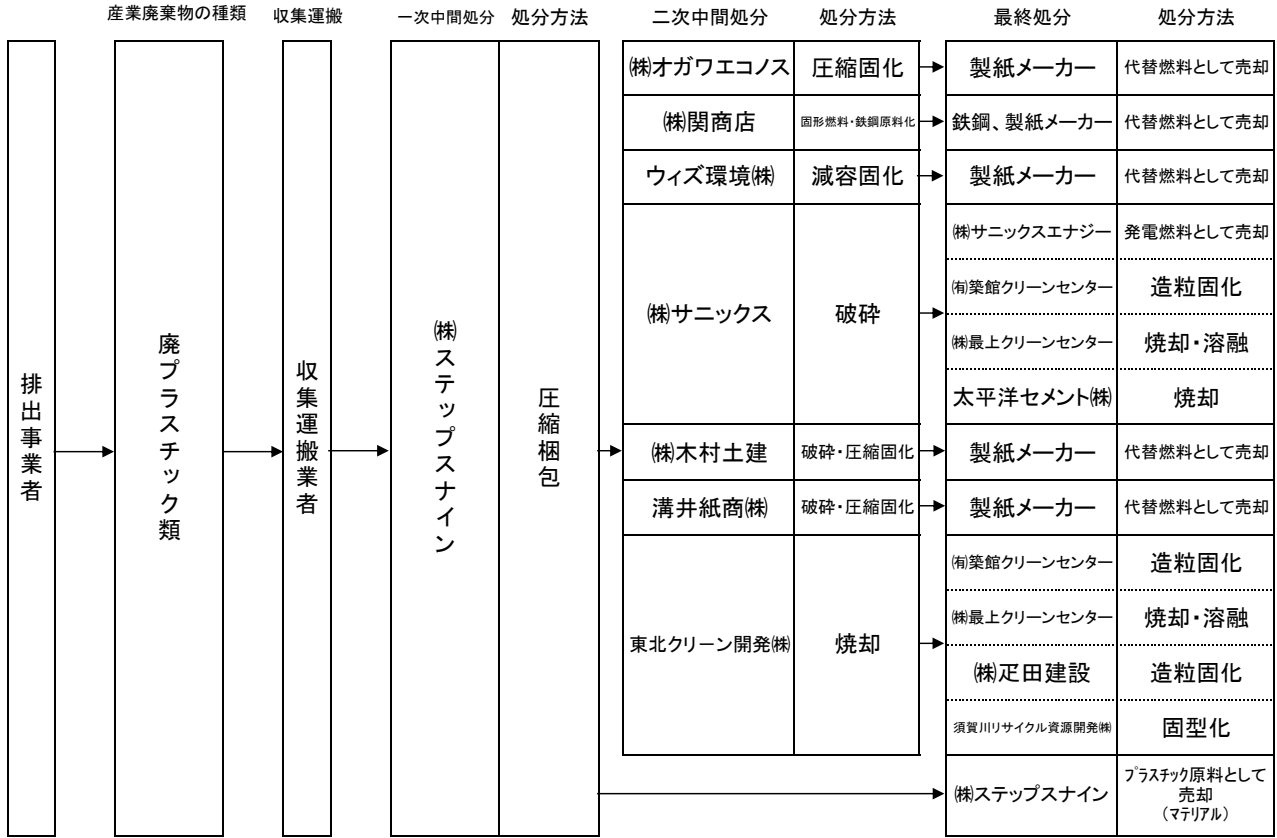 産業廃棄物の種類 収集運搬 一次中間処分 処分方法 二次中間処分 処分方法 最終処分 処分方法
排出事業者
廃プラスチック類
収集運搬業者
㈱ステップスナイン
圧縮梱包
㈱オガワエコノス 圧縮固化 製紙メーカー 代替燃料として売却
㈱関商店 固形燃料・鉄鋼原料化 鉄鋼、製紙メーカー 代替燃料として売却
ウィズ環境㈱ 減容固化 製紙メーカー 代替燃料として売却
㈱サニックス 破砕
㈱サニックスエナジー 発電燃料として売却
㈲築館クリーンセンター 造粒固化
㈱最上クリーンセンター 焼却・溶融
太平洋セメント㈱ 焼却
㈱木村土建 破砕・圧縮固化 製紙メーカー 代替燃料として売却
溝井紙商㈱ 破砕・圧縮固化 製紙メーカー 代替燃料として売却
東北クリーン開発㈱ 焼却
㈲築館クリーンセンター 造粒固化
㈱最上クリーンセンター 焼却・溶融
㈱疋田建設 造粒固化
須賀川リサイクル資源開発㈱ 固型化
㈱ステップスナイン
プラスチック原料として
売却
(マテリアル)